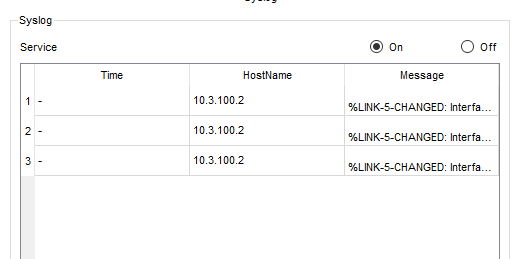 Syslog
Syslog
Service On Off
Time HostName Message
1 - 10.3.100.2 %LINK-5-CHANGED: Interfa...
2 - 10.3.100.2 %LINK-5-CHANGED: Interfa...
3 - 10.3.100.2 %LINK-5-CHANGED: Interfa...